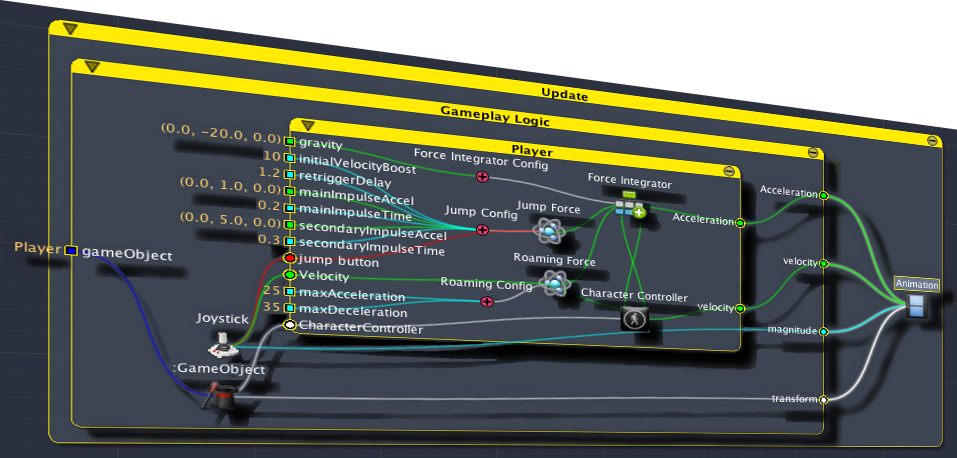 Update
Gameplay Logic
Player
(0.0, -20.0, 0.0) gravity
10 initialVelocityBoost
1.2 retriggerDelay
(0.0, 1.0, 0.0) mainImpulseAccel
0.2 mainImpulseTime
(0.0, 5.0, 0.0) secondaryImpulseAccel
0.3 secondaryImpulseTime
jump button
Velocity
25 maxAcceleration
35 maxDeceleration
CharacterController
Force Integrator Config
Force Integrator
Jump Config
Jump Force
Roaming Force
Roaming Config
Character Controller
Acceleration
velocity
Player gameObject
Joystick
:GameObject
Acceleration
velocity
magnitude
transform
Animation